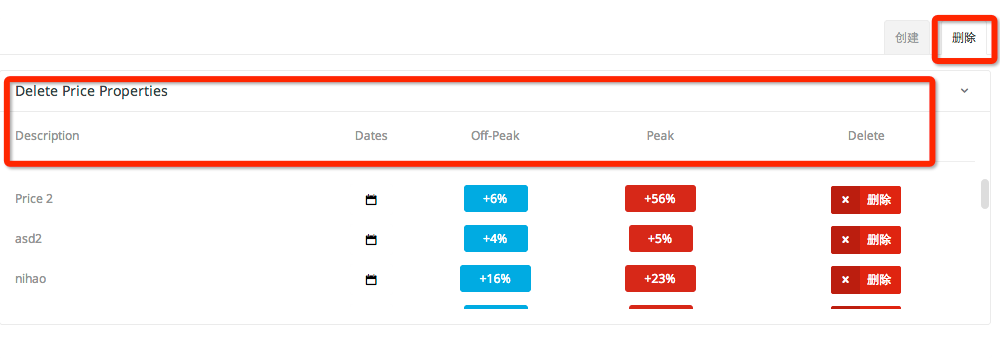 创建 删除
Delete Price Properties
Description Dates Off-Peak Peak Delete
Price 2 +6% +56% × 删除
asd2 +4% +5% × 删除
nihao +16% +23% × 删除